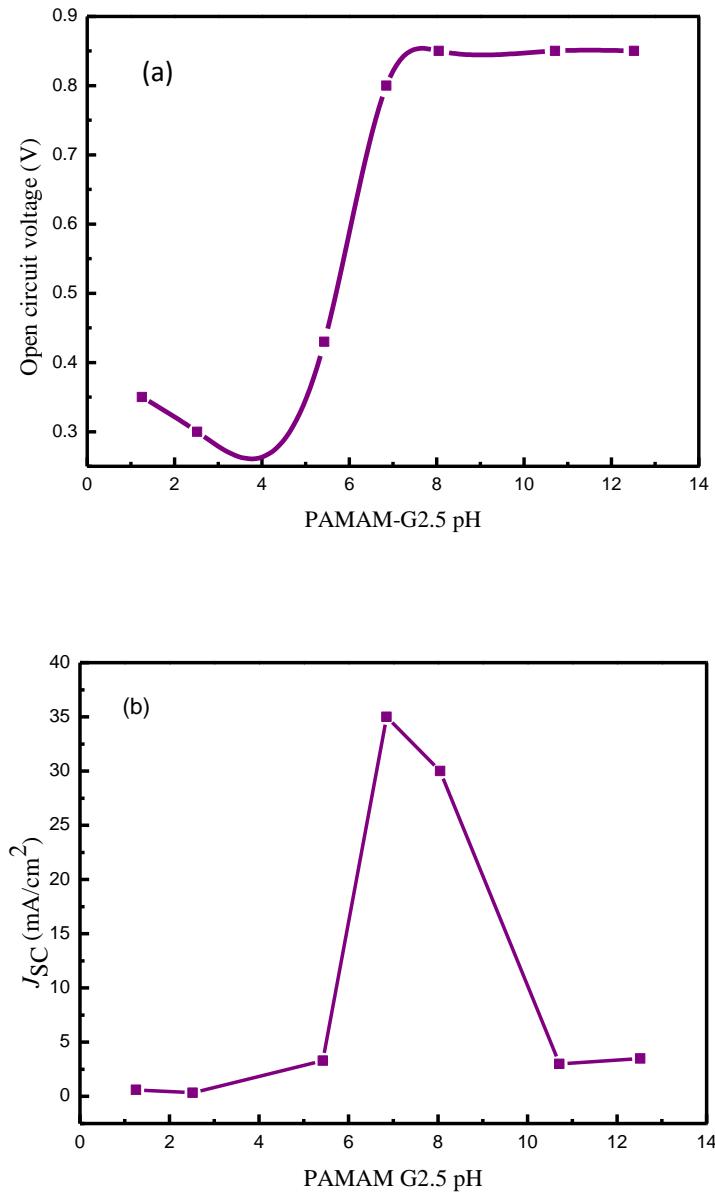 (a)
Open circuit voltage (V)
0.9
0.8
0.7
0.6
0.5
0.4
0.3
0 2 4 6 8 10 12 14
PAMAM-G2.5 pH
(b)
JSC (mA/cm2)
40
35
30
25
20
15
10
5
0
0 2 4 6 8 10 12 14
PAMAM G2.5 pH